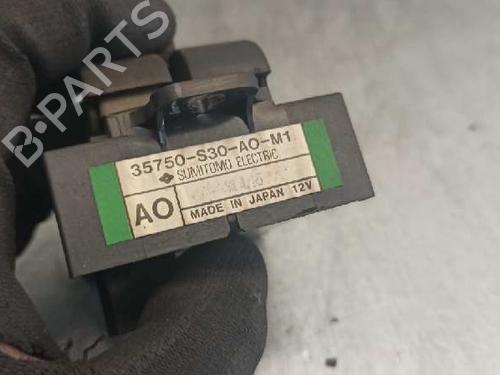 B-PARTS
35750-S30-AO-M1
SUMITOMO ELECTRIC
AO
MADE IN JAPAN 12V